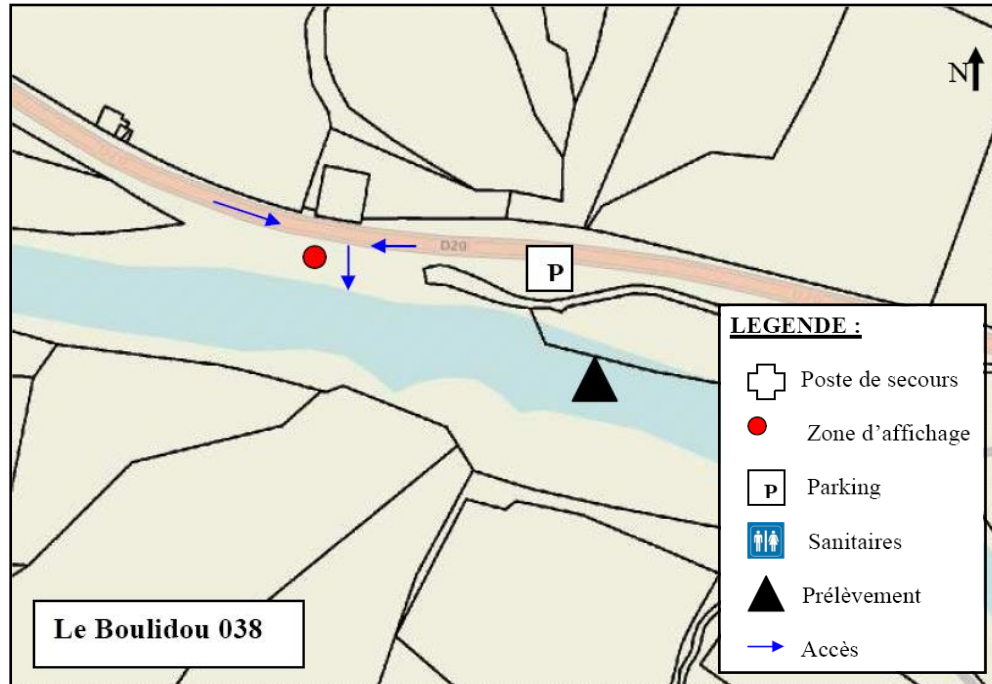 N
D20
P
LEGENDE :
Poste de secours
Zone d'affichage
P Parking
Sanitaires
Prélèvement
Accès
Le Boulidou 038